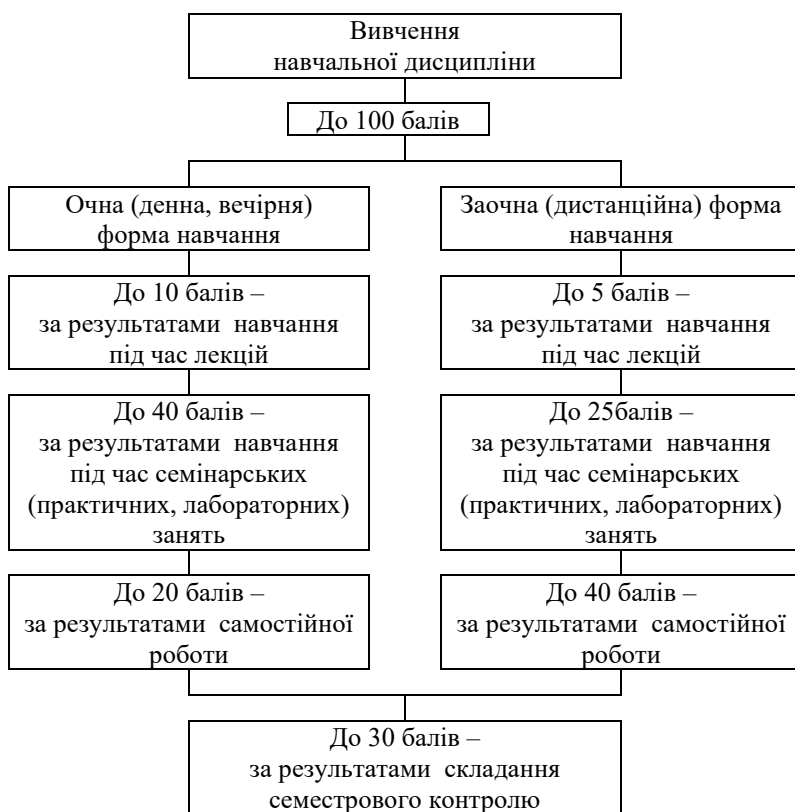 Вивчення
навчальної дисципліни
До 100 балів
Очна (денна, вечірня)
форма навчання
До 10 балів –
за результатами навчання
під час лекцій
До 40 балів –
за результатами навчання
під час семінарських
(практичних, лабораторних)
занять
До 20 балів –
за результатами самостійної
роботи
Заочна (дистанційна) форма
навчання
До 5 балів –
за результатами навчання
під час лекцій
До 25балів –
за результатами навчання
під час семінарських
(практичних, лабораторних)
занять
До 40 балів –
за результатами самостійної
роботи
До 30 балів –
за результатами складання
семестрового контролю